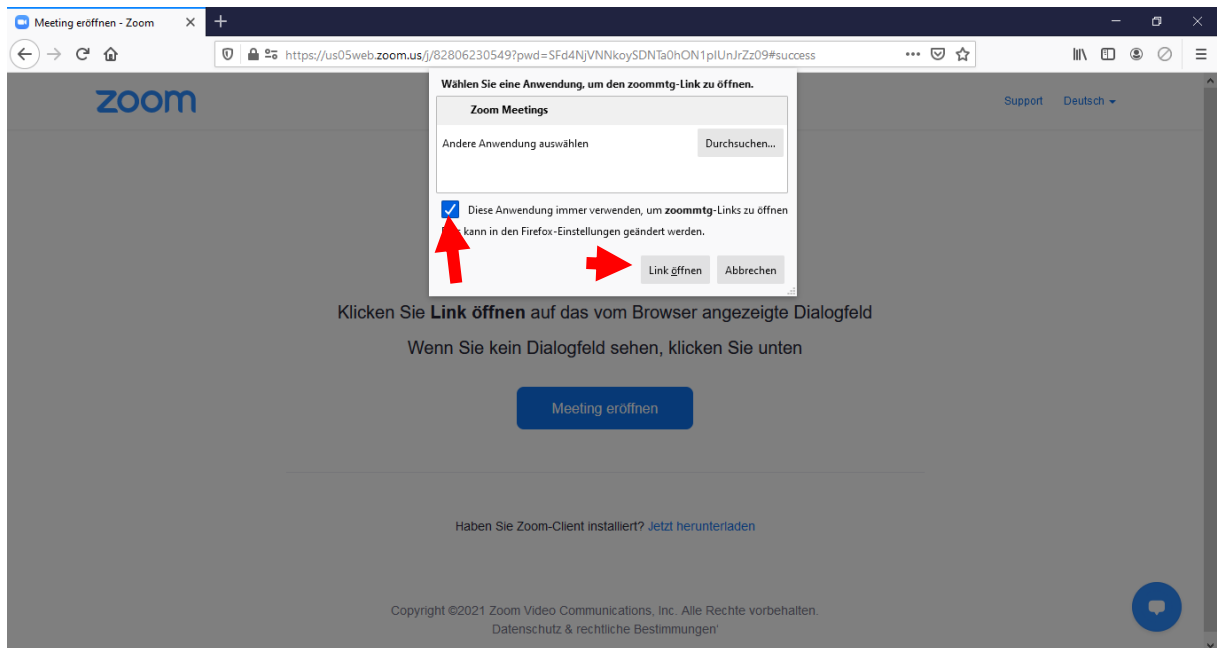 Meeting eröffnen - Zoom
https://us05web.zoom.us/j/82806230549?pwd=SFd4NjVNNkoySDNTa0hON1pIUnJrZz09#success
zoom
Support Deutsch
Wählen Sie eine Anwendung, um den zoommtg-Link zu öffnen.
Zoom Meetings
Andere Anwendung auswählen
Durchsuchen...
Diese Anwendung immer verwenden, um zoommtg-Links zu öffnen
kann in den Firefox-Einstellungen geändert werden.
Link öffnen
Abbrechen
Klicken Sie Link öffnen auf das vom Browser angezeigte Dialogfeld
Wenn Sie kein Dialogfeld sehen, klicken Sie unten
Meeting eröffnen
Haben Sie Zoom-Client installiert? Jetzt herunterladen
Copyright ©2021 Zoom Video Communications, Inc. Alle Rechte vorbehalten.
Datenschutz & rechtliche Bestimmungen'